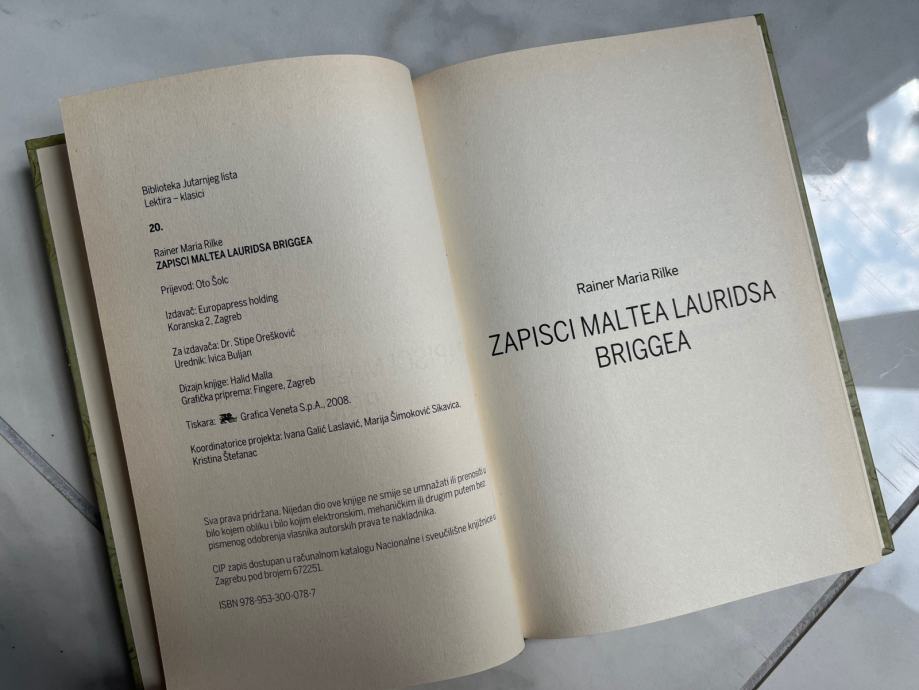 Biblioteka Jutarnjeg lista
Lektira – klasici
20.
Rainer Maria Rilke
ZAPISCI MALTEA LAURIDSA BRIGGEA
Prijevod: Oto Šolc
Izdavač: Europapress holding
Koranska 2, Zagreb
Za izdavača: Dr. Stipe Orešković
Urednik: Ivica Buljan
Dizajn knjige: Halid Malla
Grafička priprema: Fingere, Zagreb
Tiskara: Grafica Veneta S.p.A., 2008.
Koordinatorice projekta: Ivana Galić Laslavić, Marija Šimoković Sikavica,
Kristina Štefanac
Sva prava pridržana. Nijedan dio ove knjige ne smije se umnažati ili prenositi u
bilo kojem obliku i bilo kojim elektronskim, mehaničkim ili drugim putem bez
pismenog odobrenja vlasnika autorskih prava te nakladnika.
CIP zapis dostupan u računalnom katalogu Nacionalne i sveučilišne knjižnice u
Zagrebu pod brojem 672251.
ISBN 978-953-300-078-7
Rainer Maria Rilke
ZAPISCI MALTEA LAURIDSA
BRIGGEA